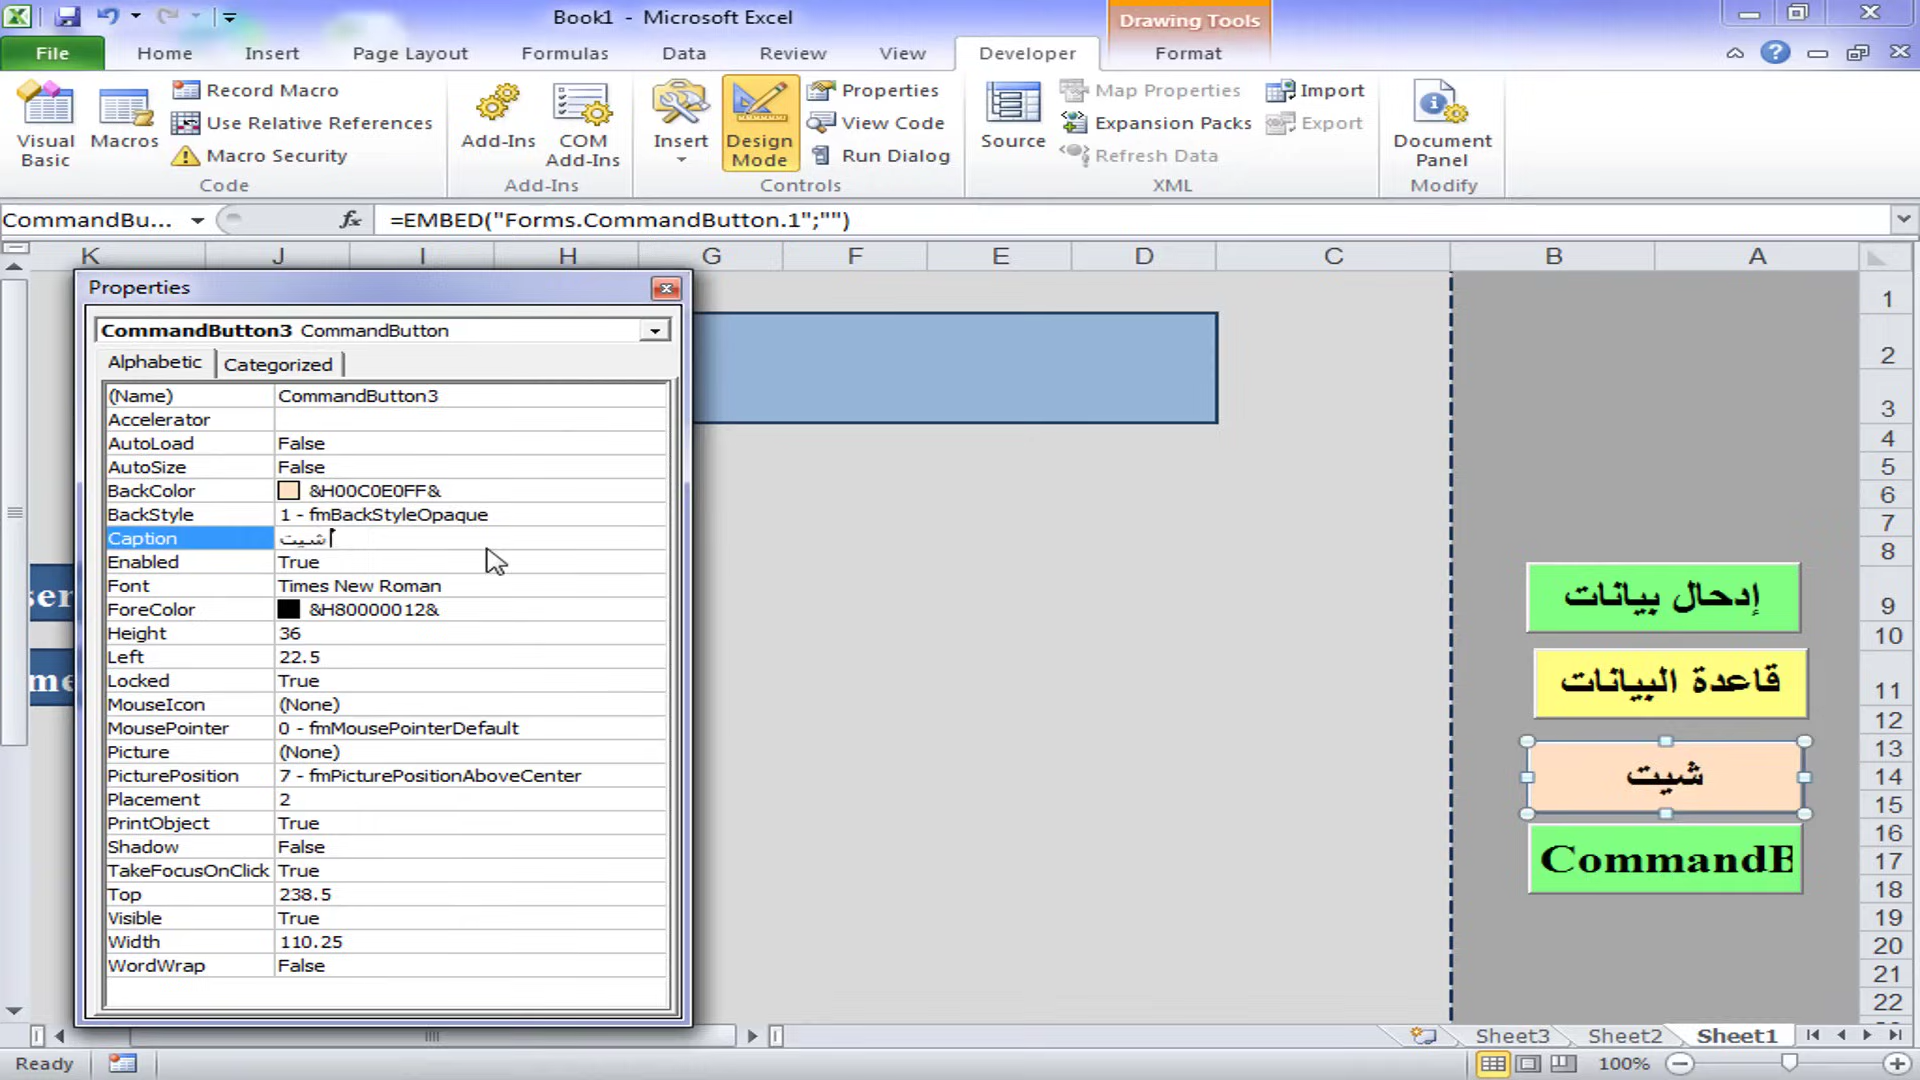 Book1 - Microsoft Excel
Drawing Tools
File
Home
Insert
Page Layout
Formulas
Data
Review
View
Developer
Format
Visual Basic
Macros
Record Macro
Use Relative References
Macro Security
Code
Add-Ins
COM Add-Ins
Add-Ins
Insert
Design Mode
Properties
View Code
Run Dialog
Controls
Source
Map Properties
Expansion Packs
Refresh Data
Import
Export
XML
Document Panel
Modify
CommandBu...
fx
=EMBED("Forms.CommandButton.1";"")
K J I H G F E D C B A
Properties
CommandButton3 CommandButton
Alphabetic
Categorized
(Name) CommandButton3
Accelerator
AutoLoad False
AutoSize False
BackColor &H00C0E0FF&
BackStyle 1 - fmBackStyleOpaque
Caption شيت
Enabled True
Font Times New Roman
ForeColor &H80000012&
Height 36
Left 22.5
Locked True
MouseIcon (None)
MousePointer 0 - fmMousePointerDefault
Picture (None)
PicturePosition 7 - fmPicturePositionAboveCenter
Placement 2
PrintObject True
Shadow False
TakeFocusOnClick True
Top 238.5
Visible True
Width 110.25
WordWrap False
إدحال بيانات
قاعدة البيانات
شيت
CommandB
1
2
3
4
5
6
7
8
9
10
11
12
13
14
15
16
17
18
19
20
21
22
Sheet3
Sheet2
Sheet1
Ready
100%